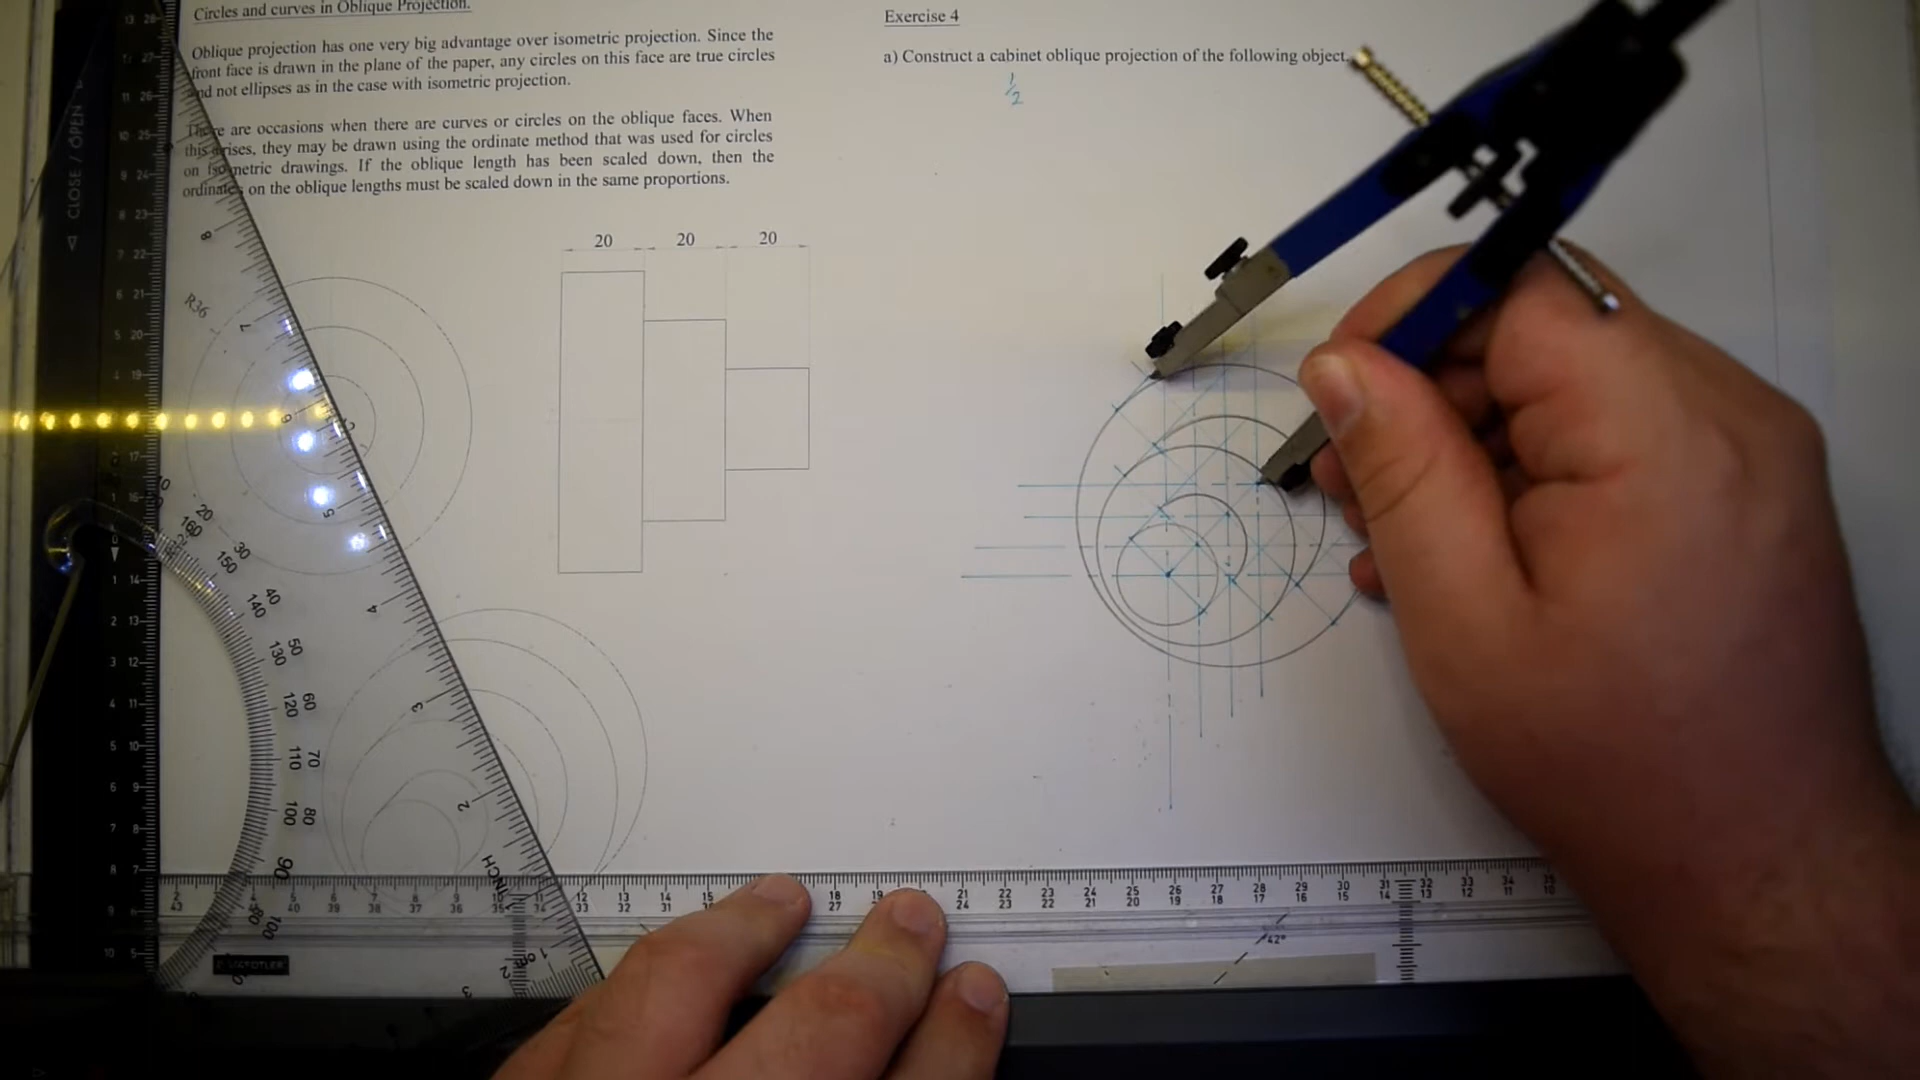 Circles and curves in Oblique Projection.
Oblique projection has one very big advantage over isometric projection. Since the
front face is drawn in the plane of the paper, any circles on this face are true circles
and not ellipses as in the case with isometric projection.
There are occasions when there are curves or circles on the oblique faces. When
this arises, they may be drawn using the ordinate method that was used for circles
on isometric drawings. If the oblique length has been scaled down, then the
ordinates on the oblique lengths must be scaled down in the same proportions.
20 20 20
R36
Exercise 4
a) Construct a cabinet oblique projection of the following object.
1/2
CLOSE / OPEN
INCH
42°